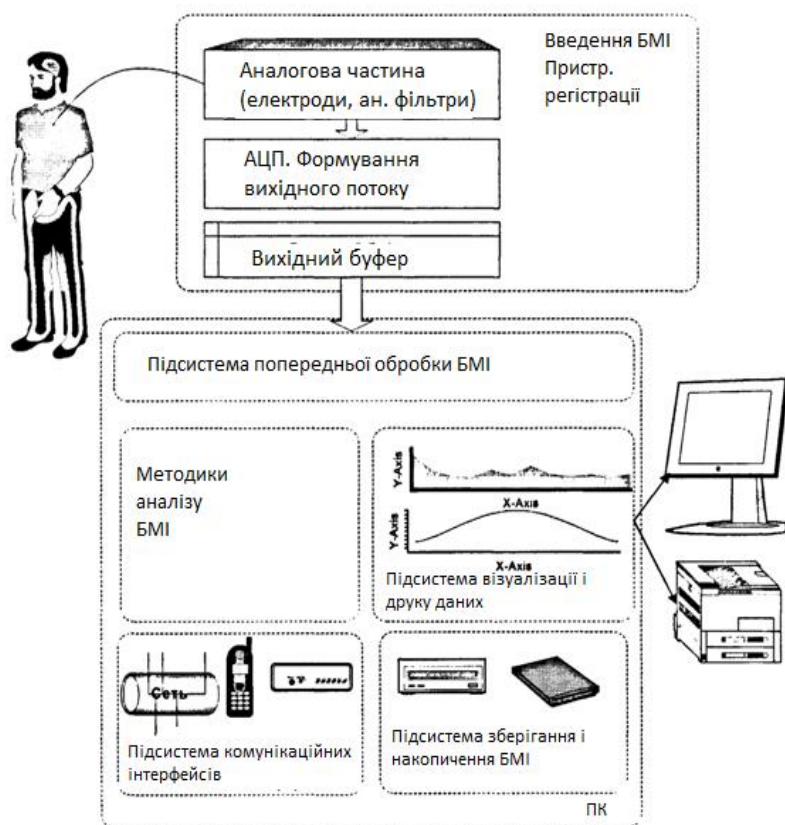 Введення БМІ
Пристр.
регістрації
Аналогова частина
(електроди, ан. фільтри)
АЦП. Формування
вихідного потоку
Вихідний буфер
Підсистема попередньої обробки БМІ
Методики
аналізу
БМІ
Y-Axis
X-Axis
Y-Axis
X-Axis
Підсистема візуалізації і
друку даних
Сеть
Підсистема комунікаційних
інтерфейсів
Підсистема зберігання і
накопичення БМІ
ПК